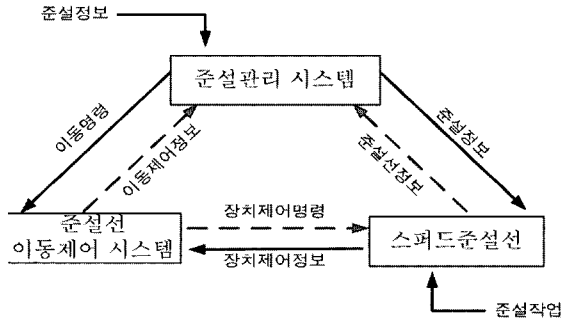 준설정보
준설관리 시스템
이동명령
이동제어정보
준설선정보
준설정보
준설선
이동제어 시스템
장치제어명령
장치제어정보
스퍼드준설선
준설작업